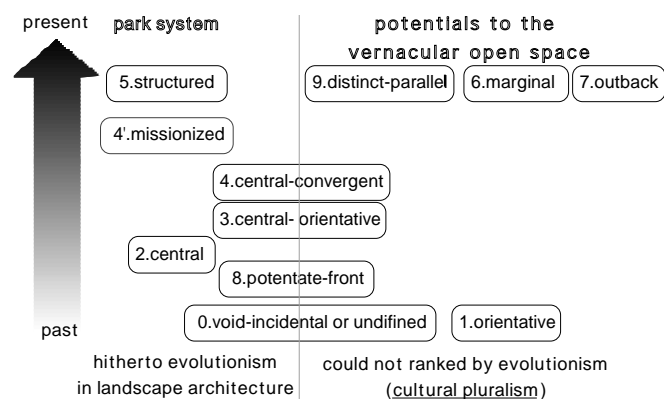 present
park system
potentials to the
vernacular open space
5.structured
9.distinct-parallel
6.marginal
7.outback
4'.missionized
4.central-convergent
3.central- orientative
2.central
8.potentate-front
0.void-incidental or undifined
1.orientative
past
hitherto evolutionism
in landscape architecture
could not ranked by evolutionism
(cultural pluralism)